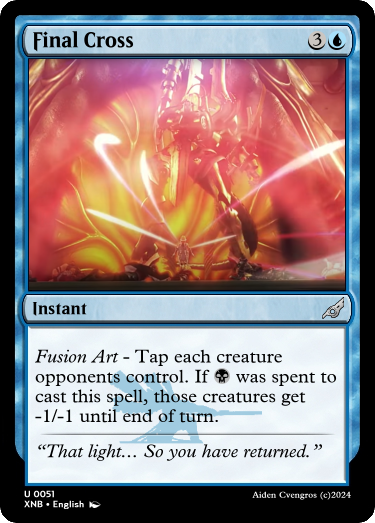 Final Cross 3
Instant
Fusion Art - Tap each creature
opponents control. If was spent to
cast this spell, those creatures get
-1/-1 until end of turn.
“That light… So you have returned.”
U 0051
XNB • English Aiden Cvengros (c)2024